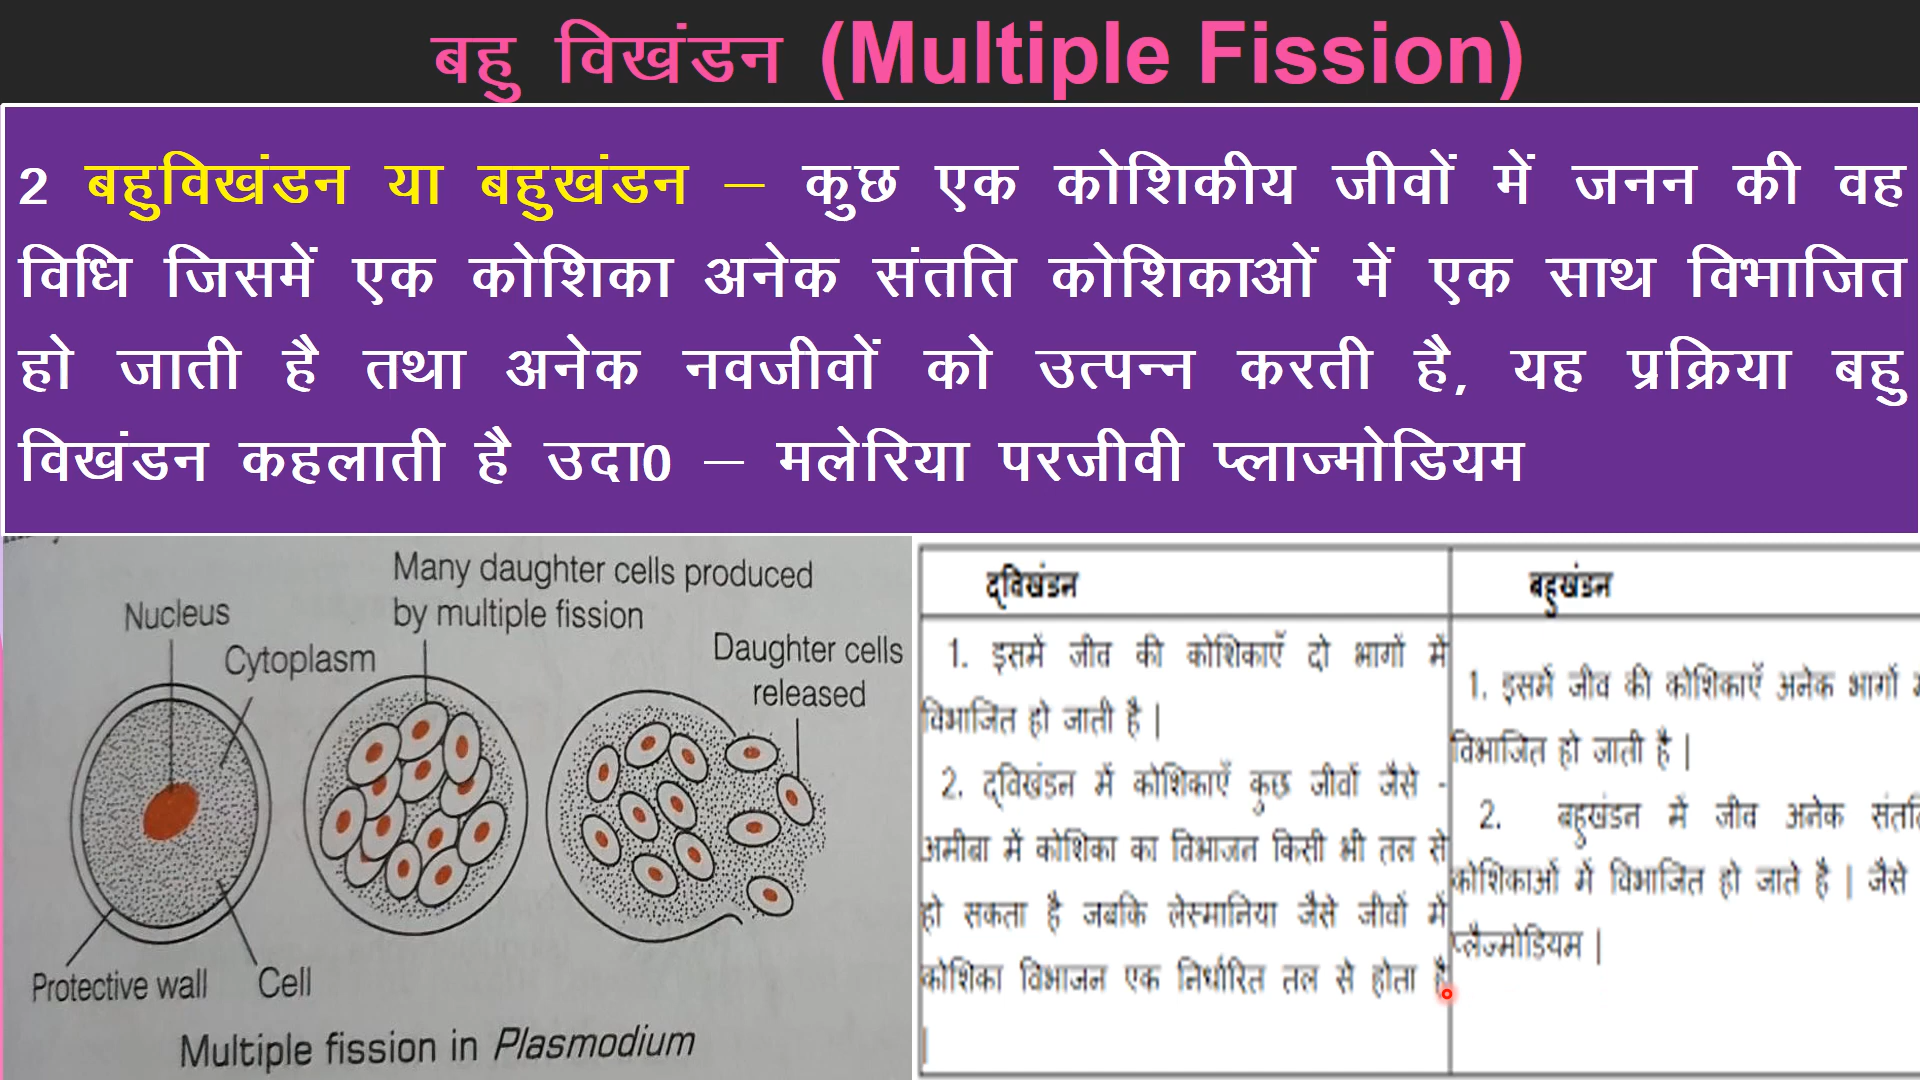 बहु विखंडन (Multiple Fission)
2 बहुविखंडन या बहुखंडन – कुछ एक कोशिकीय जीवों में जनन की वह
विधि जिसमें एक कोशिका अनेक संतति कोशिकाओं में एक साथ विभाजित
हो जाती है तथा अनेक नवजीवों को उत्पन्न करती है, यह प्रक्रिया बहु
विखंडन कहलाती है उदा0 – मलेरिया परजीवी प्लाज्मोडियम
Many daughter cells produced
by multiple fission
Nucleus
Cytoplasm
Daughter cells
released
Protective wall
Cell
Multiple fission in Plasmodium
द्विखंडन
1. इसमें जीव की कोशिकाएँ दो भागों में
विभाजित हो जाती है |
2. द्विखंडन में कोशिकाएँ कुछ जीवों जैसे -
अमीबा में कोशिका का विभाजन किसी भी तल से
हो सकता है जबकि लेस्मानिया जैसे जीवों में
कोशिका विभाजन एक निर्धारित तल से होता है
|
बहुखंडन
1. इसमें जीव की कोशिकाएँ अनेक भागों
विभाजित हो जाती है |
2. बहुखंडन में जीव अनेक
कोशिकाओं में विभाजित हो जाते है | जैसे
प्लैज्मोडियम |